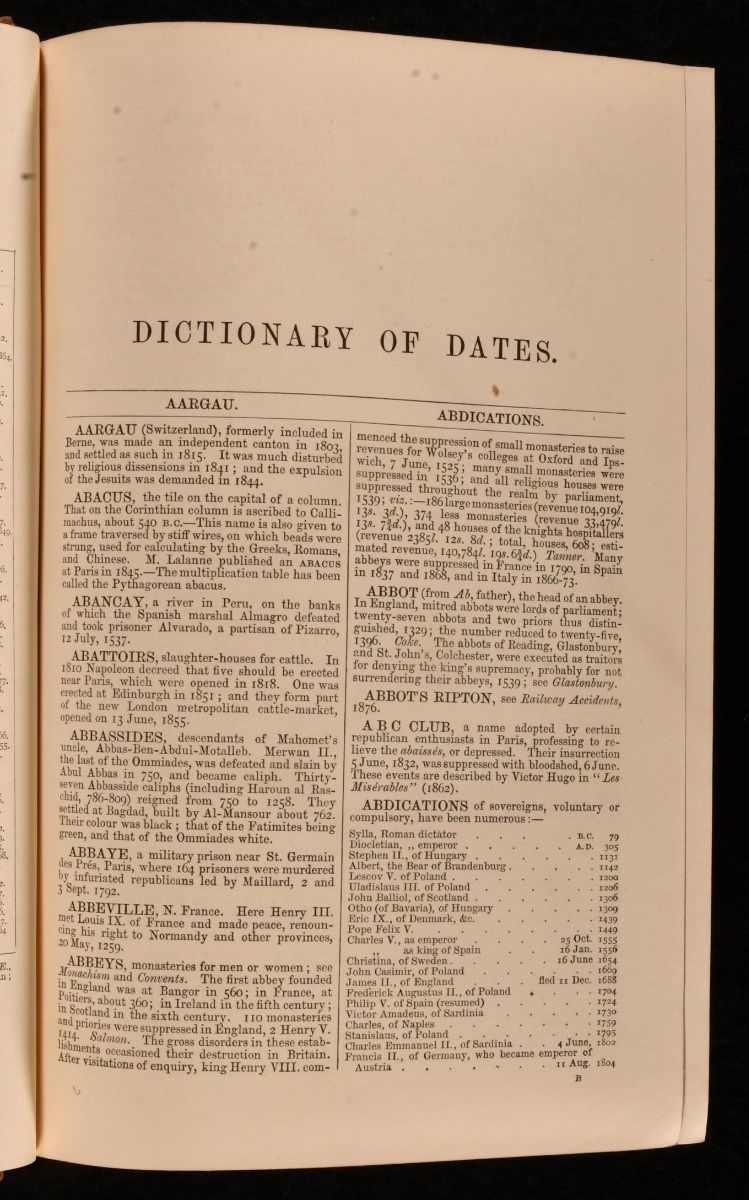 DICTIONARY OF DATES.
AARGAU.
AARGAU (Switzerland), formerly included in
Berne, was made an independent canton in 1803,
and settled as such in 1815. It was much disturbed
by religious dissensions in 1841; and the expulsion
of the Jesuits was demanded in 1844.
ABACUS, the tile on the capital of a column.
That on the Corinthian column is ascribed to Calli-
machus, about 540 B.C.—This name is also given to
a frame traversed by stiff wires, on which beads were
strung, used for calculating by the Greeks, Romans,
and Chinese. M. Lalanne published an ABACUS
at Paris in 1845.—The multiplication table has been
called the Pythagorean abacus.
ABANCAY, a river in Peru, on the banks
of which the Spanish marshal Almagro defeated
and took prisoner Alvarado, a partisan of Pizarro,
12 July, 1537.
ABATTOIRS, slaughter-houses for cattle. In
1810 Napoleon decreed that five should be erected
near Paris, which were opened in 1818. One was
erected at Edinburgh in 1851; and they form part
of the new London metropolitan cattle-market,
opened on 13 June, 1855.
ABBASSIDES, descendants of Mahomet's
uncle, Abbas-Ben-Abdul-Motalleb. Merwan II.,
the last of the Ommiades, was defeated and slain by
Abul Abbas in 750, and became caliph. Thirty-
seven Abbasside caliphs (including Haroun al Ras-
chid, 786-809) reigned from 750 to 1258. They
settled at Bagdad, built by Al-Mansour about 762.
Their colour was black; that of the Fatimites being
green, and that of the Ommiades white.
ABBAYE, a military prison near St. Germain
des Prés, Paris, where 164 prisoners were murdered
by infuriated republicans led by Maillard, 2 and
3 Sept. 1792.
ABBEVILLE, N. France. Here Henry III.
met Louis IX. of France and made peace, renoun-
cing his right to Normandy and other provinces,
20 May, 1259.
ABBEYS, monasteries for men or women; see
Monachism and Convents. The first abbey founded
in England was at Bangor in 560; in France, at
Poitiers, about 360; in Ireland in the fifth century;
in Scotland in the sixth century. 110 monasteries
and priories were suppressed in England, 2 Henry V.
1414. Salmon. The gross disorders in these estab-
lishments occasioned their destruction in Britain.
After visitations of enquiry, king Henry VIII. com-
ABDICATIONS.
menced the suppression of small monasteries to raise
revenues for Wolsey's colleges at Oxford and Ips-
wich, 7 June, 1525; many small monasteries were
suppressed in 1536; and all religious houses were
suppressed throughout the realm by parliament,
1539; viz.:—186 large monasteries (revenue 104,919l.
13s. 3d.), 374 less monasteries (revenue 33,479l.
13s. 7¾d.), and 48 houses of the knights hospitallers
(revenue 2385l. 12s. 8d.; total, houses, 608; esti-
mated revenue, 140,784l. 19s. 6¾d.) Tanner. Many
abbeys were suppressed in France in 1790, in Spain
in 1837 and 1868, and in Italy in 1866-73.
ABBOT (from Ab, father), the head of an abbey.
In England, mitred abbots were lords of parliament;
twenty-seven abbots and two priors thus distin-
guished, 1329; the number reduced to twenty-five,
1396. Coke. The abbots of Reading, Glastonbury,
and St. John's, Colchester, were executed as traitors
for denying the king's supremacy, probably for not
surrendering their abbeys, 1539; see Glastonbury.
ABBOT'S RIPTON, see Railway Accidents,
1876.
A B C CLUB, a name adopted by certain
republican enthusiasts in Paris, professing to re-
lieve the abaissés, or depressed. Their insurrection
5 June, 1832, was suppressed with bloodshed, 6 June.
These events are described by Victor Hugo in "Les
Misérables" (1862).
ABDICATIONS of sovereigns, voluntary or
compulsory, have been numerous:—
Sylla, Roman dictator . . . . B.C. 79
Diocletian, ,, emperor . . . . A.D. 305
Stephen II., of Hungary . . . . 1131
Albert, the Bear of Brandenburg . . . . 1142
Lescov V. of Poland . . . . 1200
Uladislaus III. of Poland . . . . 1206
John Balliol, of Scotland . . . . 1306
Otho (of Bavaria), of Hungary . . . . 1309
Eric IX., of Denmark, &c. . . . . 1439
Pope Felix V. . . . . 1449
Charles V., as emperor . . . . 25 Oct. 1555
,, as king of Spain . . . . 16 Jan. 1556
Christina, of Sweden . . . . 16 June 1654
John Casimir, of Poland . . . . 1669
James II., of England . . . fled 11 Dec. 1688
Frederick Augustus II., of Poland . . . . 1704
Philip V. of Spain (resumed) . . . . 1724
Victor Amadeus, of Sardinia . . . . 1730
Charles, of Naples . . . . 1759
Stanislaus, of Poland . . . . 1795
Charles Emmanuel II., of Sardinia . . 4 June, 1802
Francis II., of Germany, who became emperor of
Austria . . . . 11 Aug. 1804
B